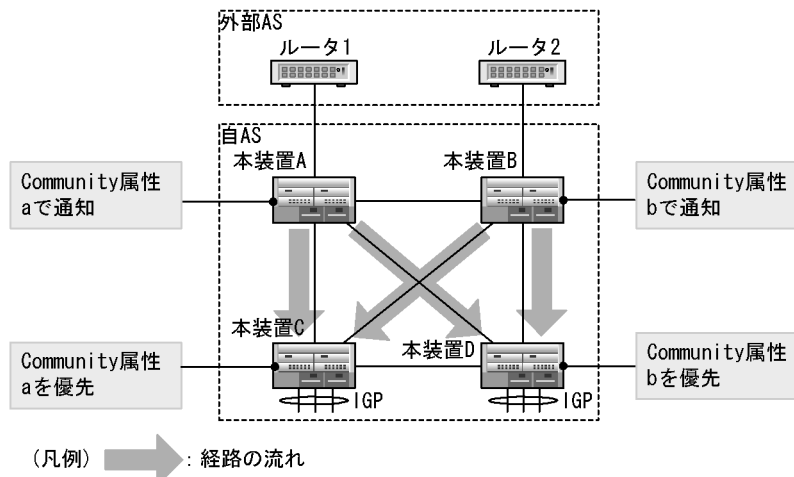 外部AS
ルータ1
ルータ2
自AS
本装置A
本装置B
Community属性
aで通知
Community属性
bで通知
本装置C
本装置D
Community属性
aを優先
Community属性
bを優先
IGP
IGP
(凡例) : 経路の流れ